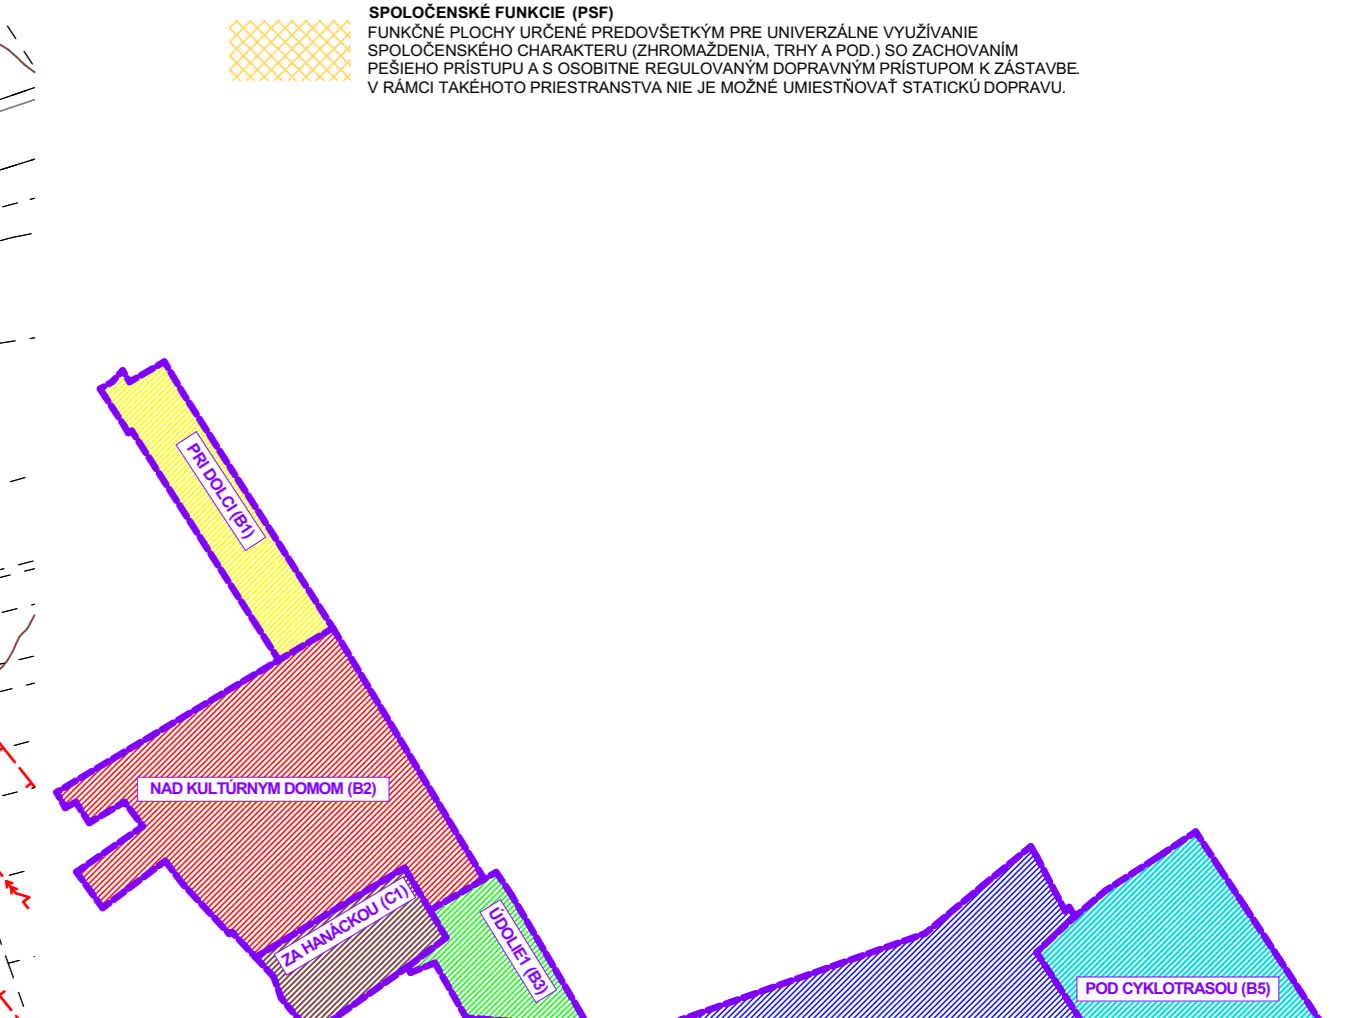 SPOLOČENSKÉ FUNKCIE (PSF)
FUNKČNÉ PLOCHY URČENÉ PREDOVŠETKÝM PRE UNIVERZÁLNE VYUŽÍVANIE
SPOLOČENSKÉHO CHARAKTERU (ZHROMAŽDENIA, TRHY A POD.) SO ZACHOVANÍM
PEŠIEHO PRÍSTUPU A S OSOBITNE REGULOVANÝM DOPRAVNÝM PRÍSTUPOM K ZÁSTAVBE.
V RÁMCI TAKÉHOTO PRIESTRANSTVA NIE JE MOŽNÉ UMIESTŇOVAŤ STATICKÚ DOPRAVU.
PRI DOLCI (B1)
NAD KULTÚRNYM DOMOM (B2)
ZA HANÁCKOU (C1)
ÚDOLIE1 (B3)
POD CYKLOTRASOU (B5)